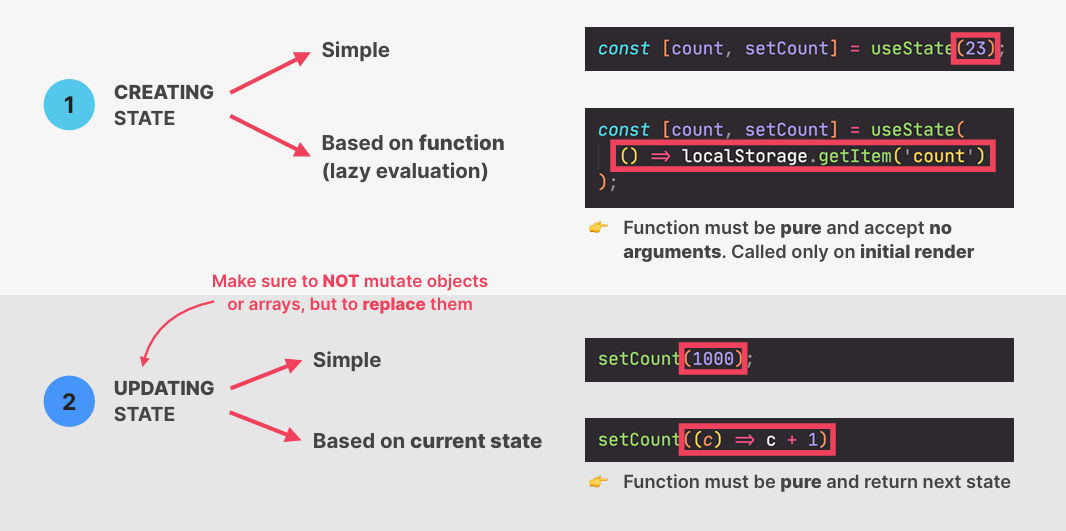 Simple
const [count, setCount] = useState(23);
1
CREATING
STATE
Based on function
(lazy evaluation)
const [count, setCount] = useState(
() => localStorage.getItem('count')
);
👉 Function must be pure and accept no
arguments. Called only on initial render
Make sure to NOT mutate objects
or arrays, but to replace them
2
UPDATING
STATE
Simple
setCount(1000);
Based on current state
setCount((c) => c + 1)
👉 Function must be pure and return next state